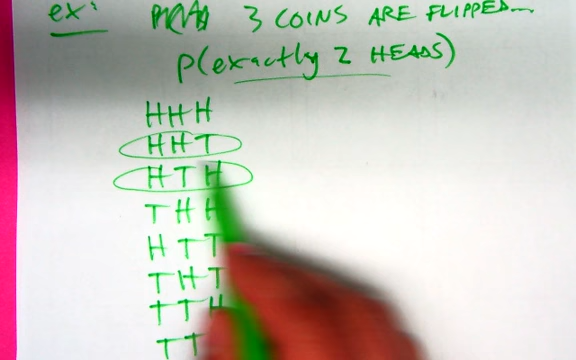 ex: 3 COINS ARE FLIPPED...
P(exactly 2 HEADS)
HHH
HHT
HTH
THH
HTT
THT
TTH
TT